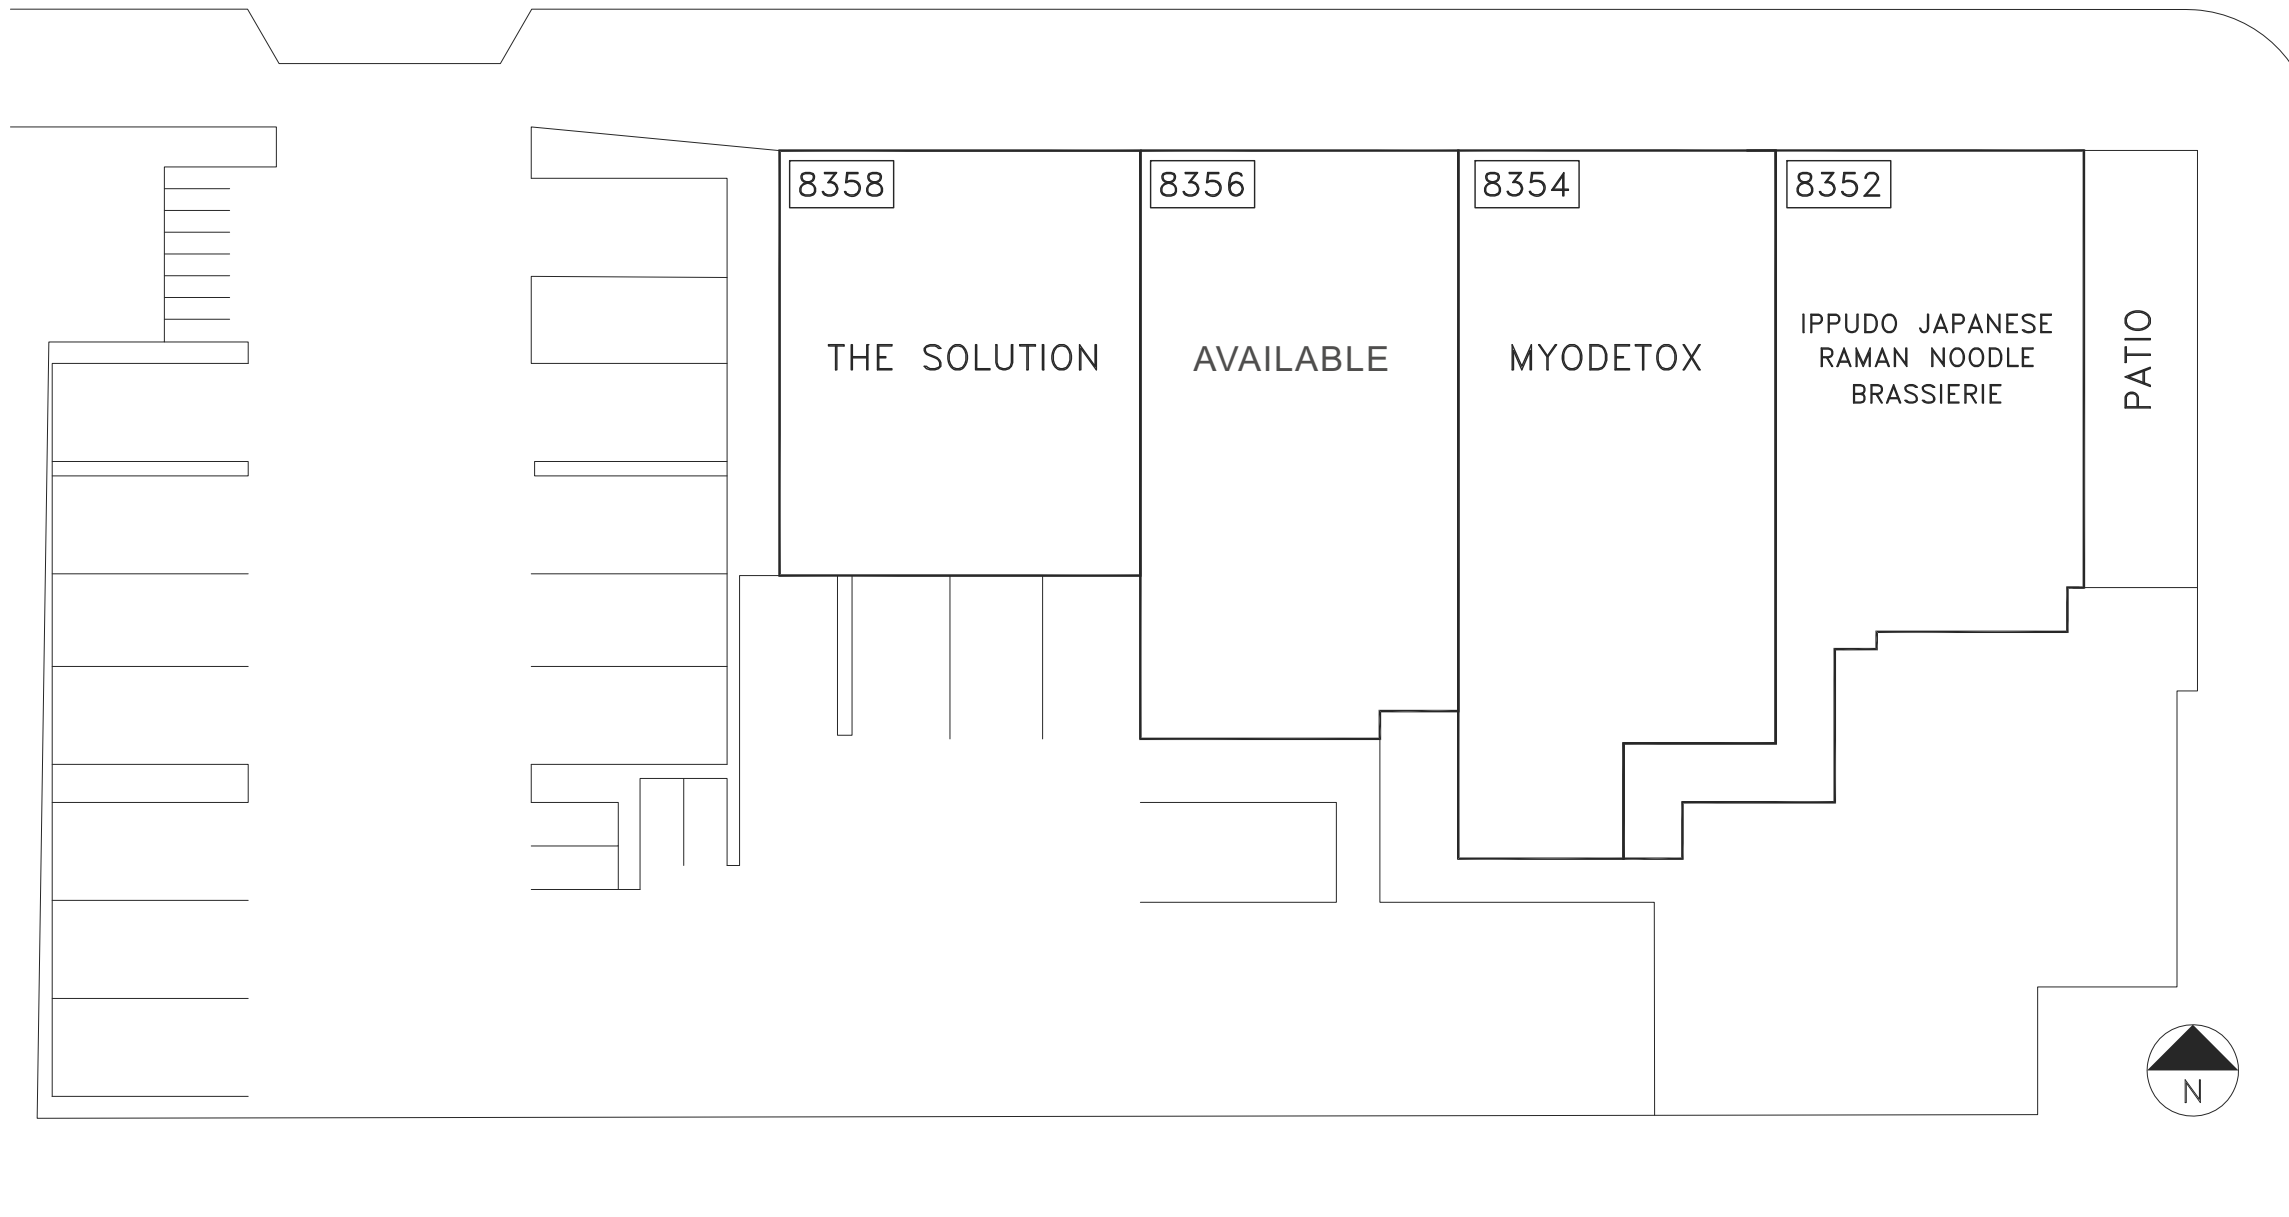 8358
THE SOLUTION
8356
AVAILABLE
8354
MYODETOX
8352
IPPUDO JAPANESE
RAMAN NOODLE
BRASSIERIE
PATIO
N